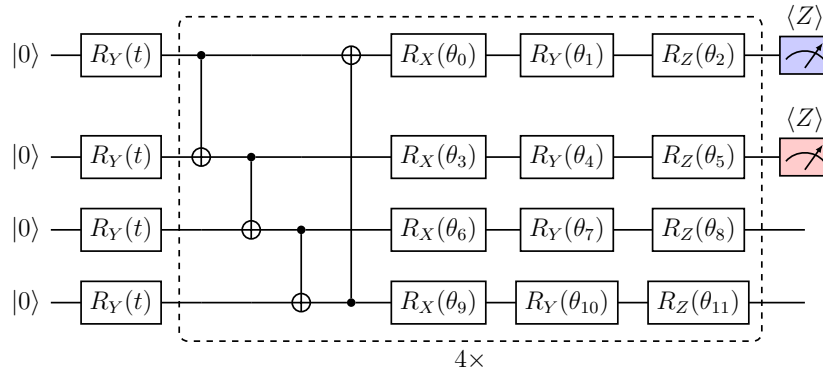 ⟨Z⟩
|0⟩ R_Y(t) R_X(θ_0) R_Y(θ_1) R_Z(θ_2)
⟨Z⟩
|0⟩ R_Y(t) R_X(θ_3) R_Y(θ_4) R_Z(θ_5)
|0⟩ R_Y(t) R_X(θ_6) R_Y(θ_7) R_Z(θ_8)
|0⟩ R_Y(t) R_X(θ_9) R_Y(θ_10) R_Z(θ_11)
4×